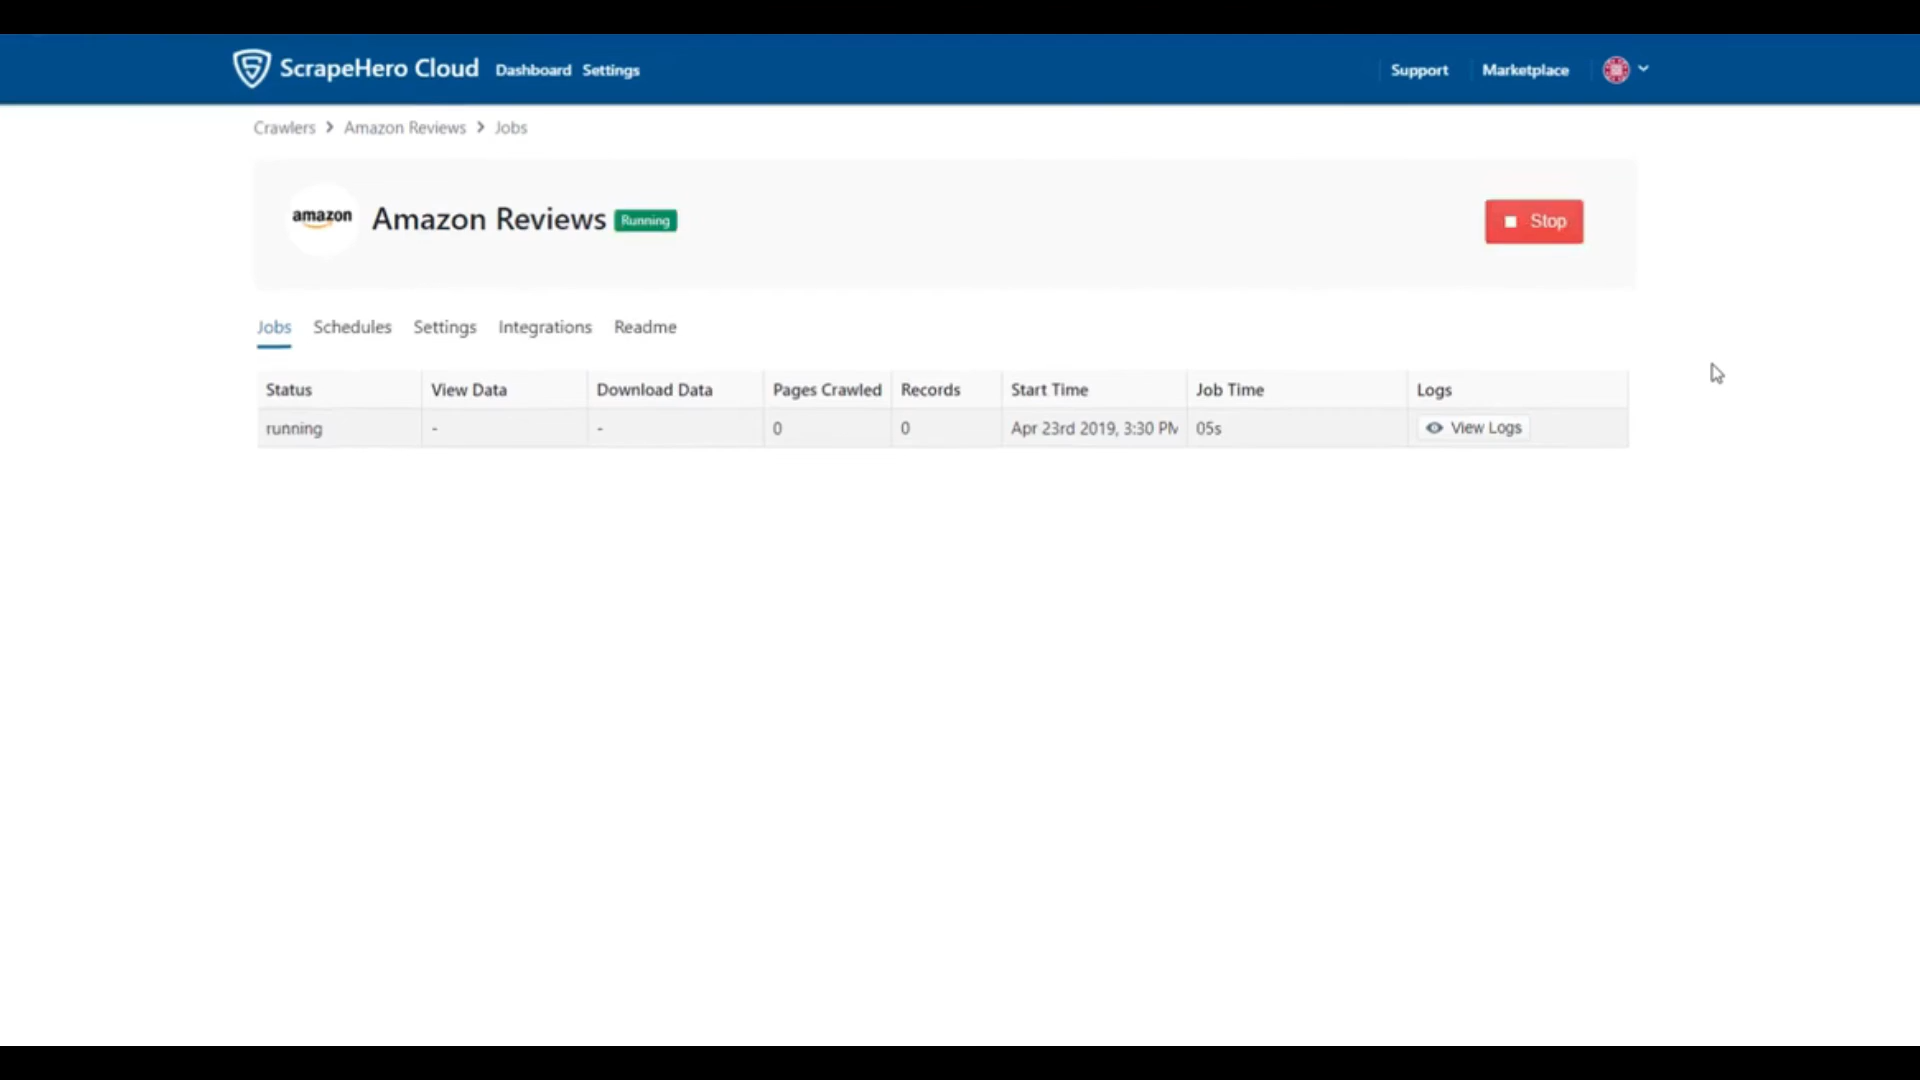 ScrapeHero Cloud Dashboard Settings Support Marketplace
Crawlers > Amazon Reviews > Jobs
amazon Amazon Reviews Running Stop
Jobs Schedules Settings Integrations Readme
Status View Data Download Data Pages Crawled Records Start Time Job Time Logs
running - - 0 0 Apr 23rd 2019, 3:30 PM 05s View Logs